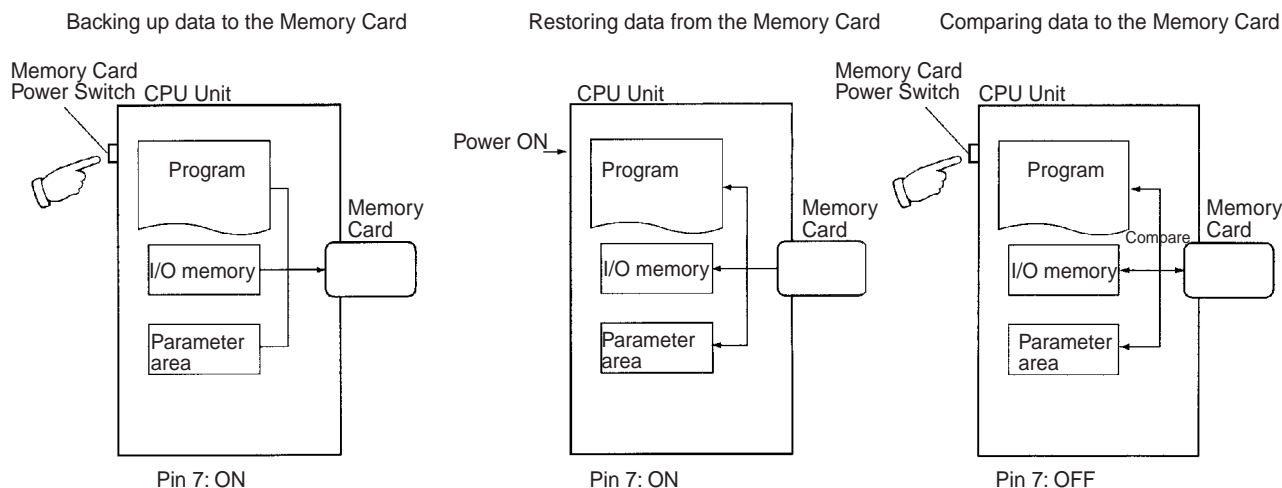 Backing up data to the Memory Card
Memory Card
Power Switch
CPU Unit
Program
I/O memory
Parameter
area
Memory
Card
Pin 7: ON
Restoring data from the Memory Card
CPU Unit
Power ON
Program
I/O memory
Parameter
area
Memory
Card
Pin 7: ON
Comparing data to the Memory Card
Memory Card
Power Switch
CPU Unit
Program
Compare
I/O memory
Parameter
area
Memory
Card
Pin 7: OFF